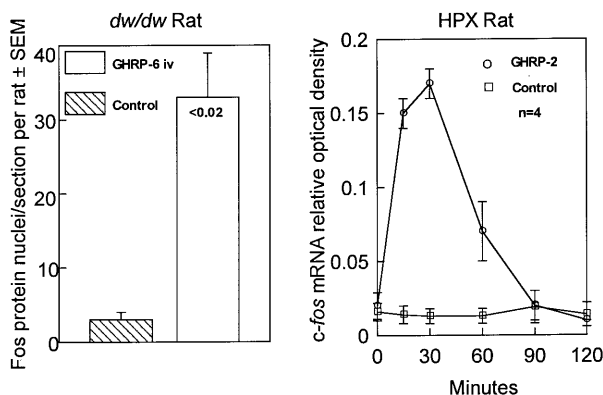 dw/dw Rat
Fos protein nuclei/section per rat ± SEM
40
30
20
10
0
GHRP-6 iv
Control
<0.02
HPX Rat
c-fos mRNA relative optical density
0.2
0.15
0.1
0.05
0
GHRP-2
Control
n=4
0 30 60 90 120
Minutes